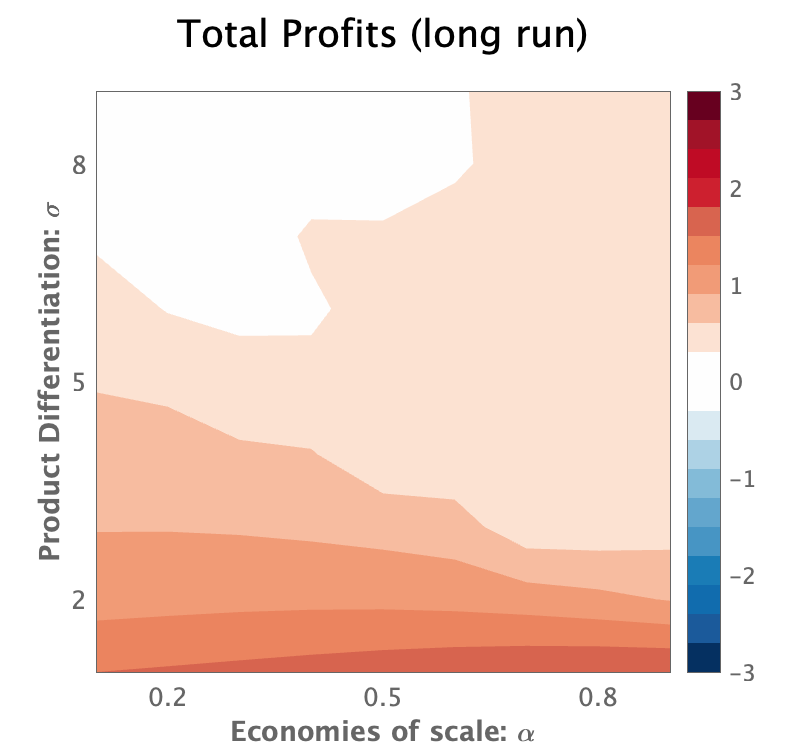 Total Profits (long run)
3
8
2
1
Product Differentiation: σ
5
0
−1
−2
2
−3
0.2 0.5 0.8
Economies of scale: α